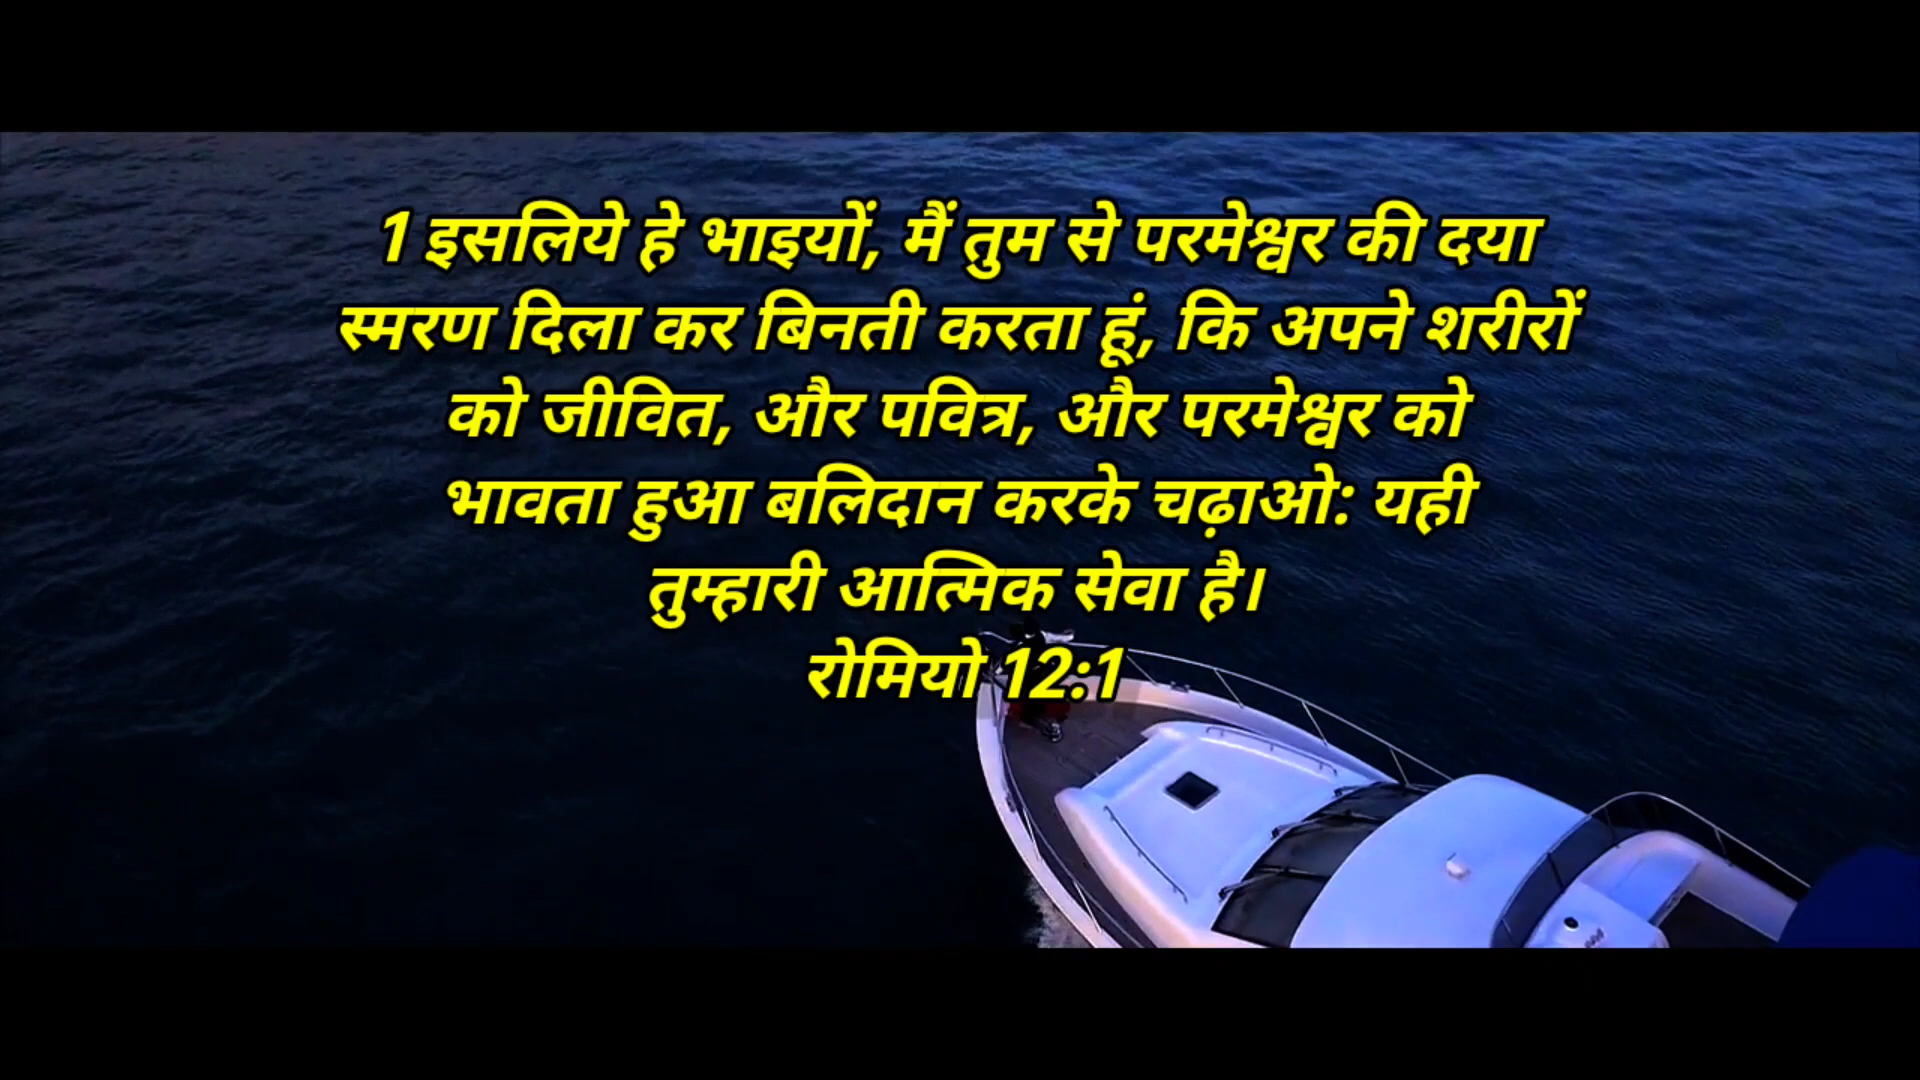 1 इसलिये हे भाइयों, मैं तुम से परमेश्वर की दया
स्मरण दिला कर बिनती करता हूं, कि अपने शरीरों
को जीवित, और पवित्र, और परमेश्वर को
भावता हुआ बलिदान करके चढ़ाओ: यही
तुम्हारी आत्मिक सेवा है।
रोमियो 12:1